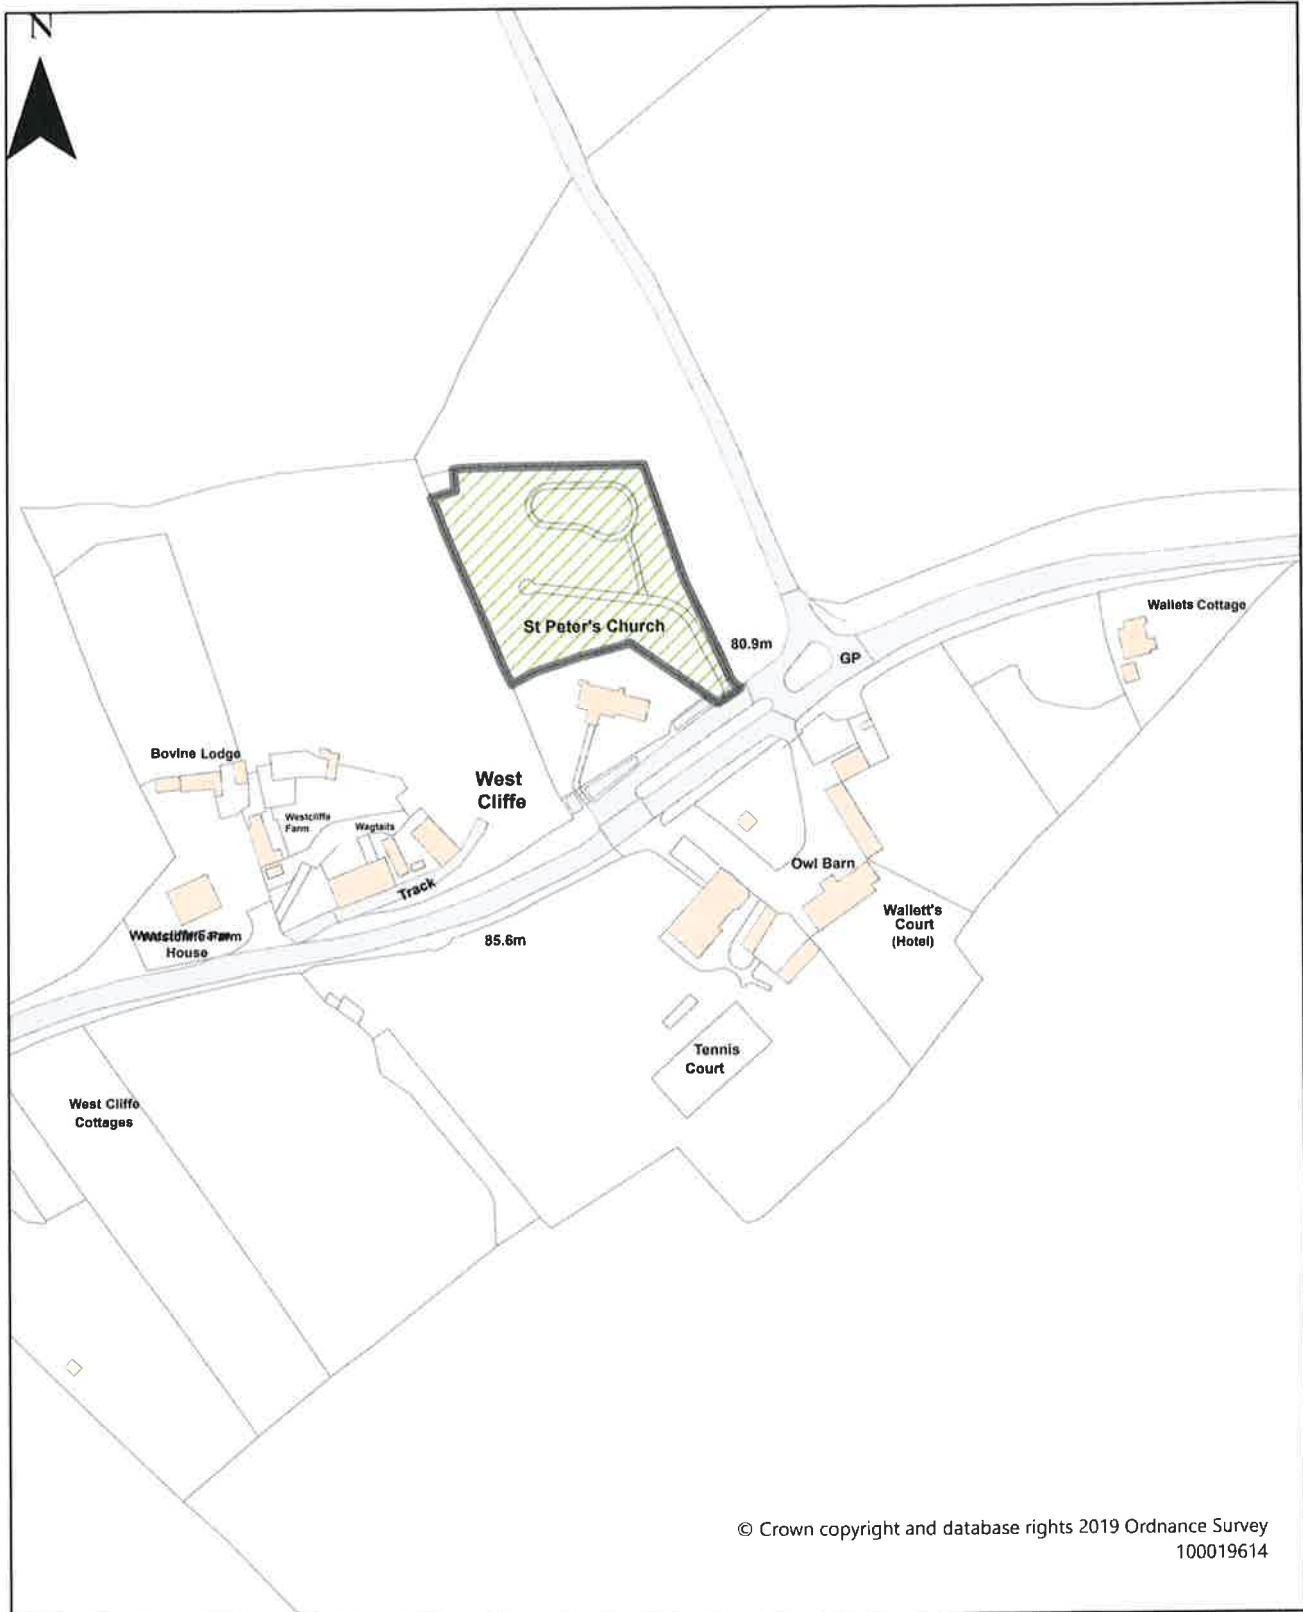 N
Wallets Cottage
St Peter's Church
80.9m
GP
Bovine Lodge
West
Cliffe
Westcliffe
Farm
Wagtails
Track
Owl Barn
Wallett's
Court
(Hotel)
House
85.6m
Tennis
Court
West Cliffe
Cottages
© Crown copyright and database rights 2019 Ordnance Survey
100019614